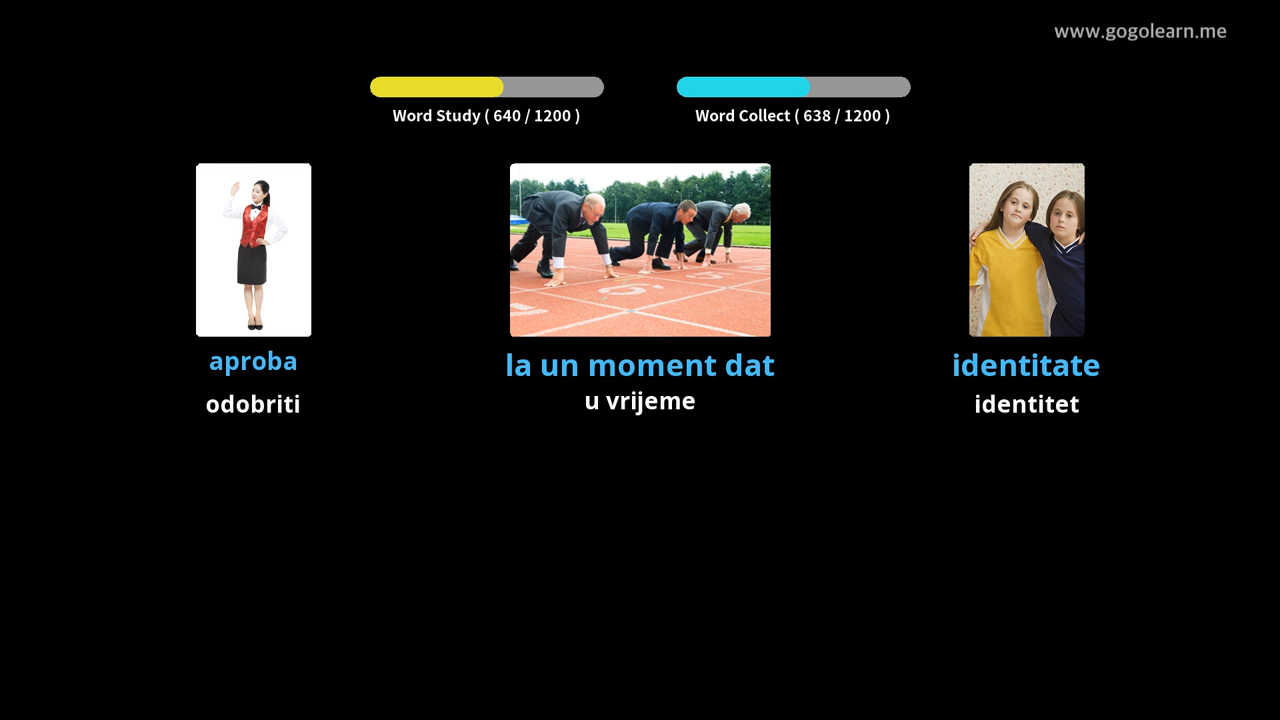 www.gogolearn.me
Word Study ( 640 / 1200 )
Word Collect ( 638 / 1200 )
aproba
la un moment dat
identitate
odobriti
u vrijeme
identitet